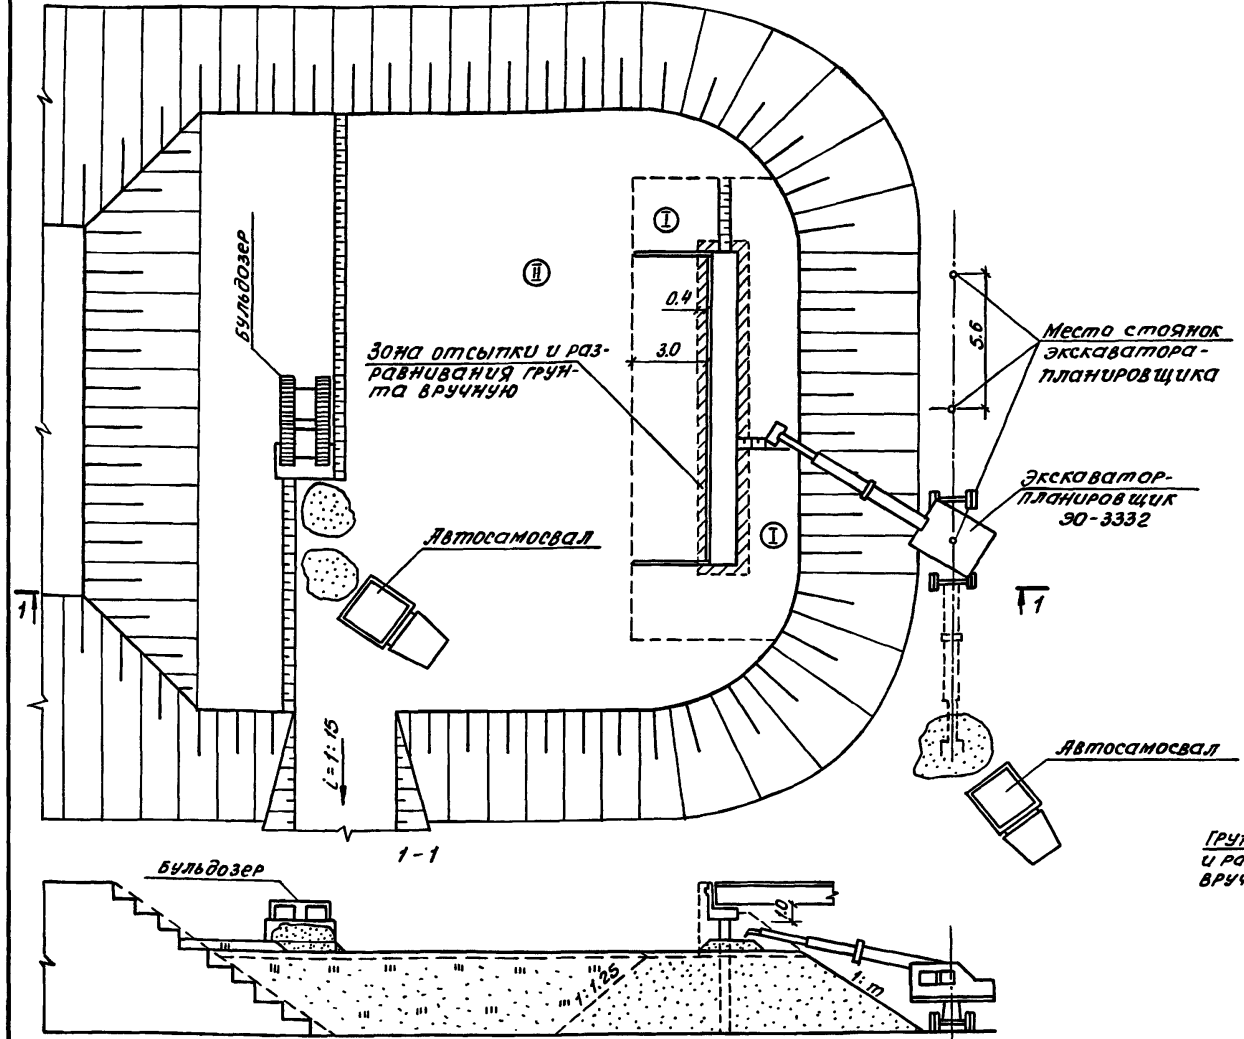 Бульдозер
I
II
0.4
3.0
Зона отсыпки и раз-
равнивания грун-
та вручную
5.6
Место стоянок
экскаватора-
планировщика
Экскаватор-
планировщик
ЭО-3332
Автосамосвал
I
1
1
i=1:15
Автосамосвал
1-1
Бульдозер
1.0
1:1.25
1:m